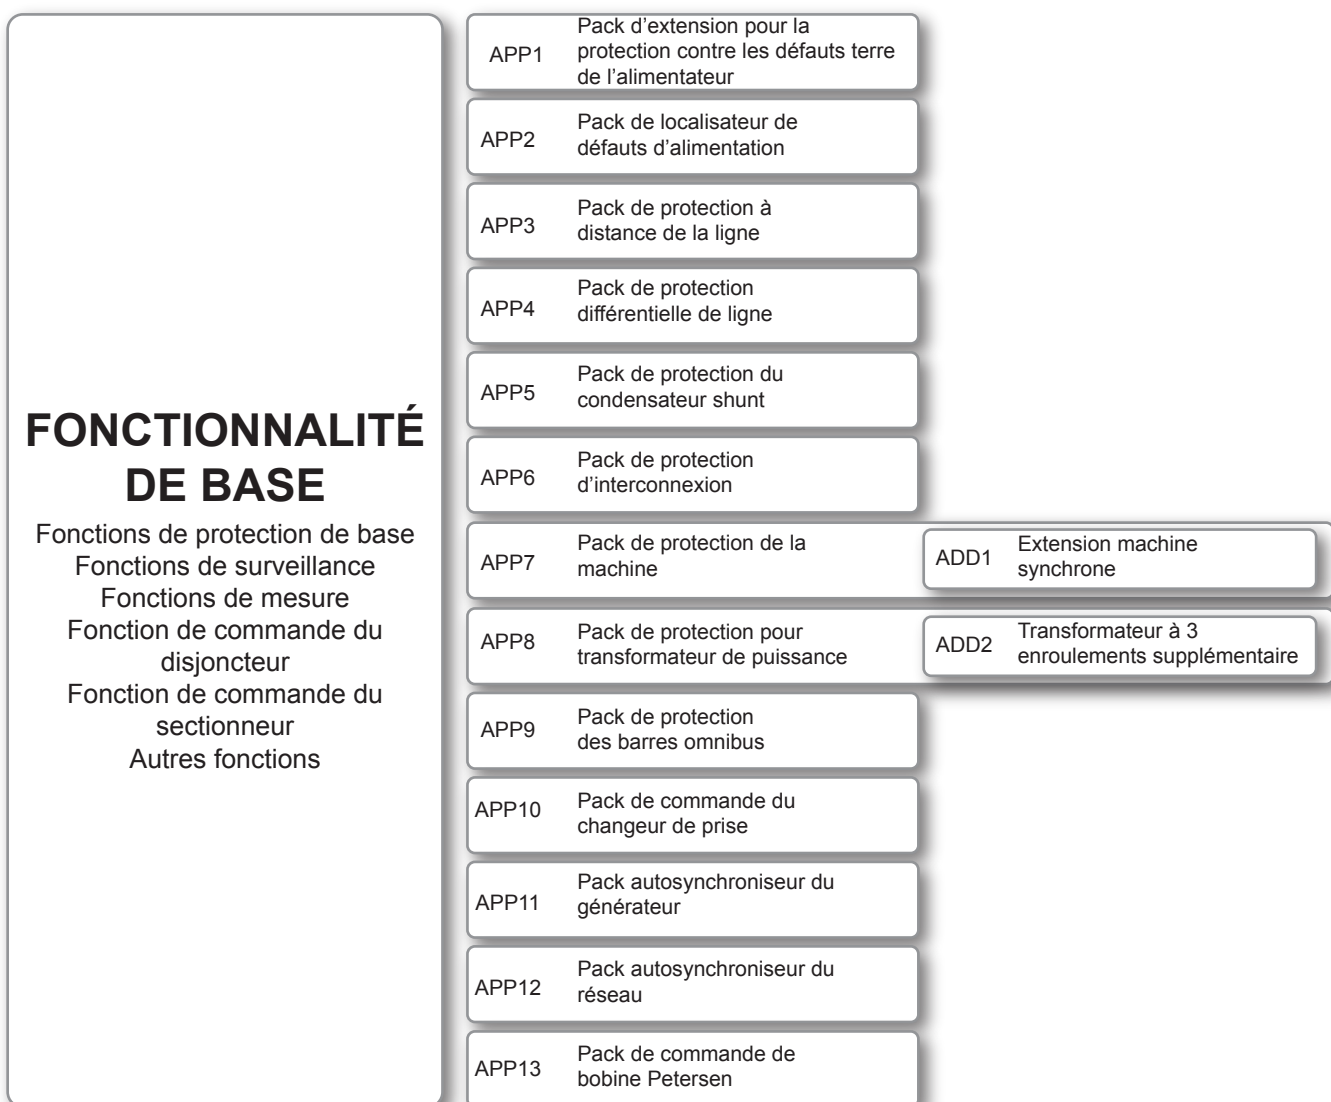 FONCTIONNALITÉ
DE BASE
Fonctions de protection de base
Fonctions de surveillance
Fonctions de mesure
Fonction de commande du
disjoncteur
Fonction de commande du
sectionneur
Autres fonctions
APP1
Pack d’extension pour la
protection contre les défauts terre
de l’alimentateur
APP2
Pack de localisateur de
défauts d’alimentation
APP3
Pack de protection à
distance de la ligne
APP4
Pack de protection
différentielle de ligne
APP5
Pack de protection du
condensateur shunt
APP6
Pack de protection
d’interconnexion
APP7
Pack de protection de la
machine
ADD1
Extension machine
synchrone
APP8
Pack de protection pour
transformateur de puissance
ADD2
Transformateur à 3
enroulements supplémentaire
APP9
Pack de protection
des barres omnibus
APP10
Pack de commande du
changeur de prise
APP11
Pack autosynchroniseur du
générateur
APP12
Pack autosynchroniseur du
réseau
APP13
Pack de commande de
bobine Petersen